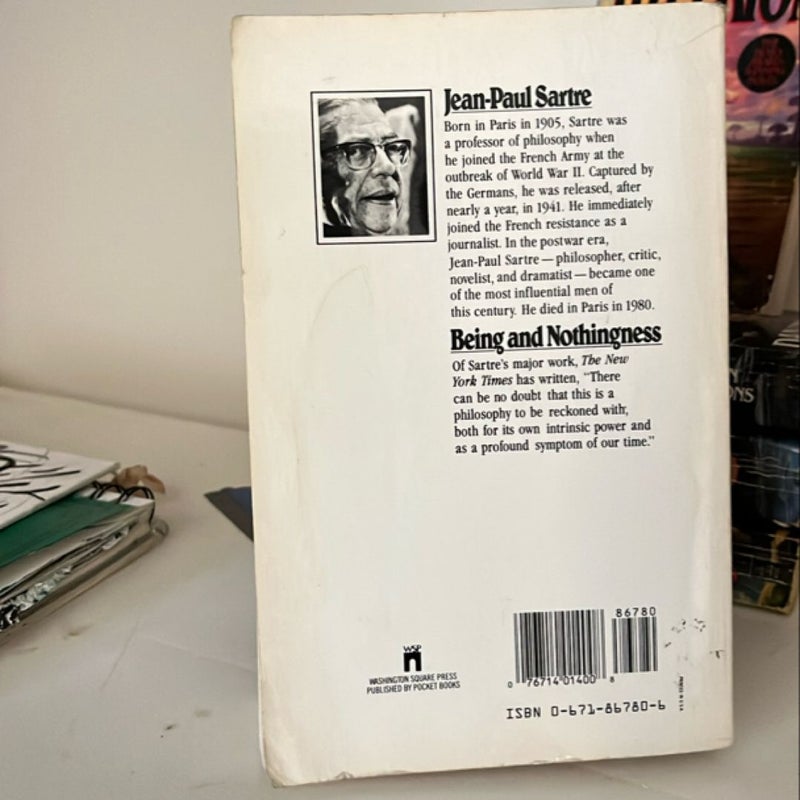 Jean-Paul Sartre
Born in Paris in 1905, Sartre was
a professor of philosophy when
he joined the French Army at the
outbreak of World War II. Captured by
the Germans, he was released, after
nearly a year, in 1941. He immediately
joined the French resistance as a
journalist. In the postwar era,
Jean-Paul Sartre — philosopher, critic,
novelist, and dramatist — became one
of the most influential men of
this century. He died in Paris in 1980.
Being and Nothingness
Of Sartre's major work, The New
York Times has written, "There
can be no doubt that this is a
philosophy to be reckoned with,
both for its own intrinsic power and
as a profound symptom of our time."
86780
0 76714 01400 8
ISBN 0-671-86780-6
WSP
WASHINGTON SQUARE PRESS
PUBLISHED BY POCKET BOOKS